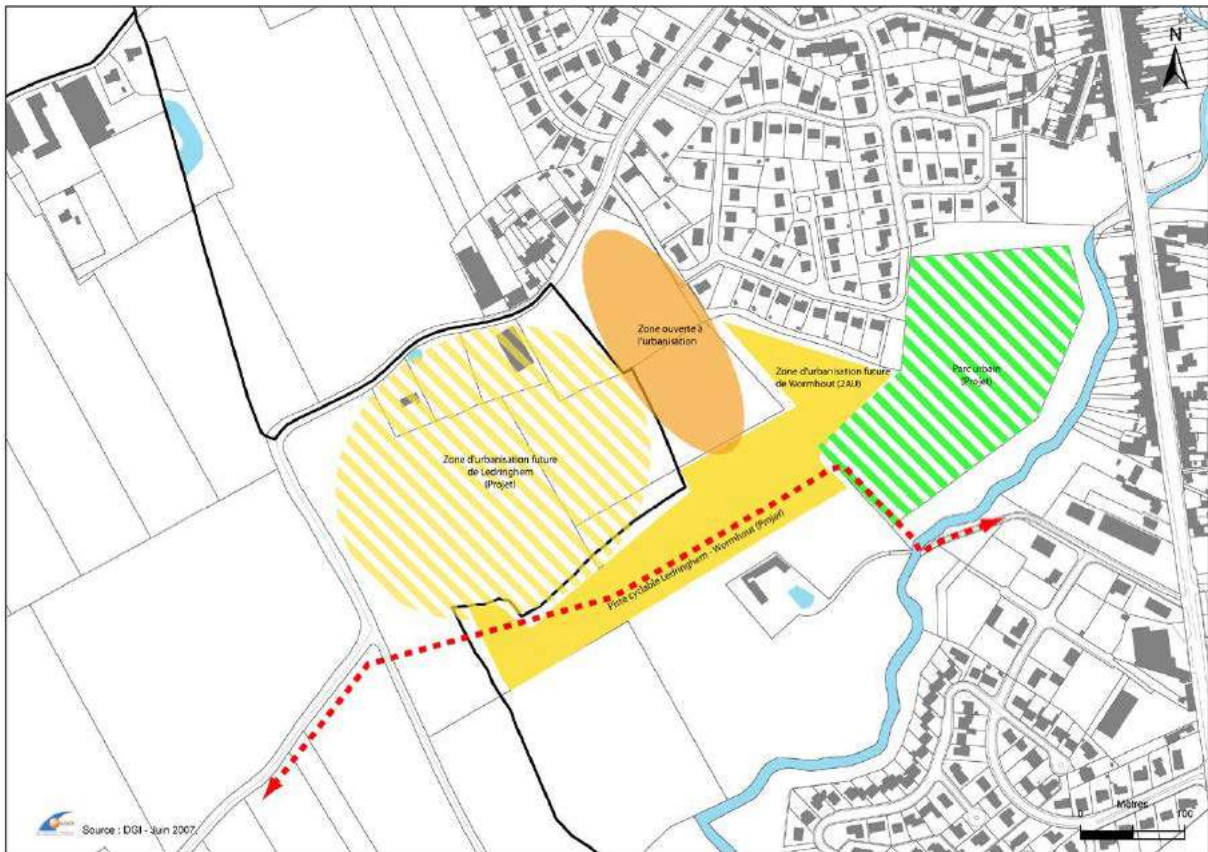 N
Zone ouverte à
l'urbanisation
Zone d'urbanisation future
de Wormhout (2AU)
Parc urbain
(Projet)
Zone d'urbanisation future
de Ledringhem
(Projet)
Piste cyclable Ledringhem - Wormhout (Projet)
Mètres
0 100
Source : DGI - Juin 2007.